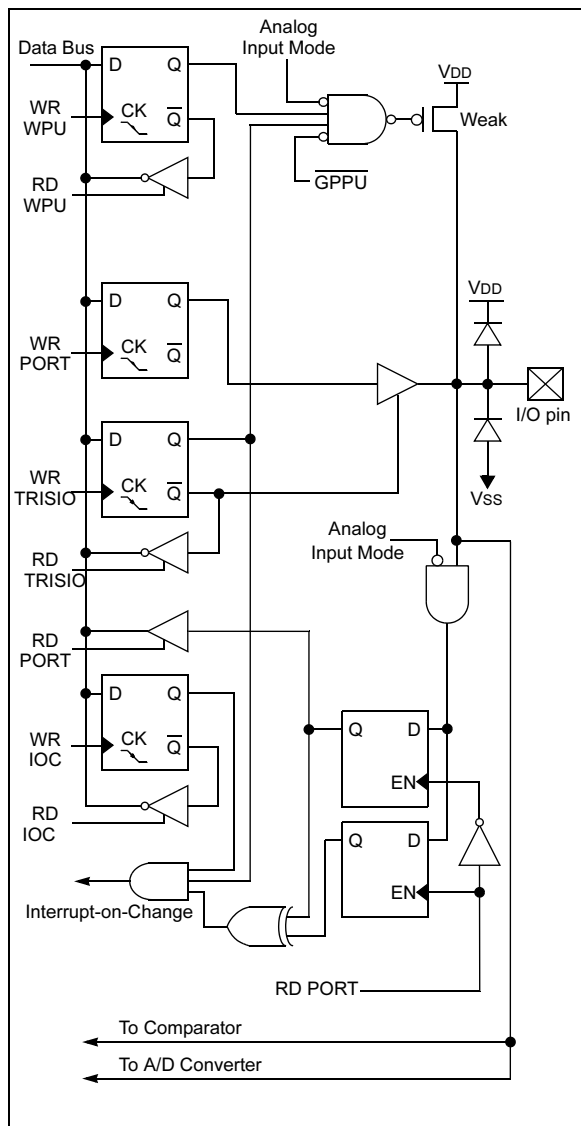 Analog
Input Mode
Data Bus
D Q
VDD
WR
WPU
CK
Q̅
Weak
RD
WPU
G̅P̅P̅U̅
D Q
VDD
WR
PORT
CK
Q̅
I/O pin
D Q
WR
TRISIO
CK
Q̅
VSS
Analog
Input Mode
RD
TRISIO
RD
PORT
D Q
Q D
WR
IOC
CK
Q̅
EN
RD
IOC
Q D
EN
Interrupt-on-Change
RD PORT
To Comparator
To A/D Converter